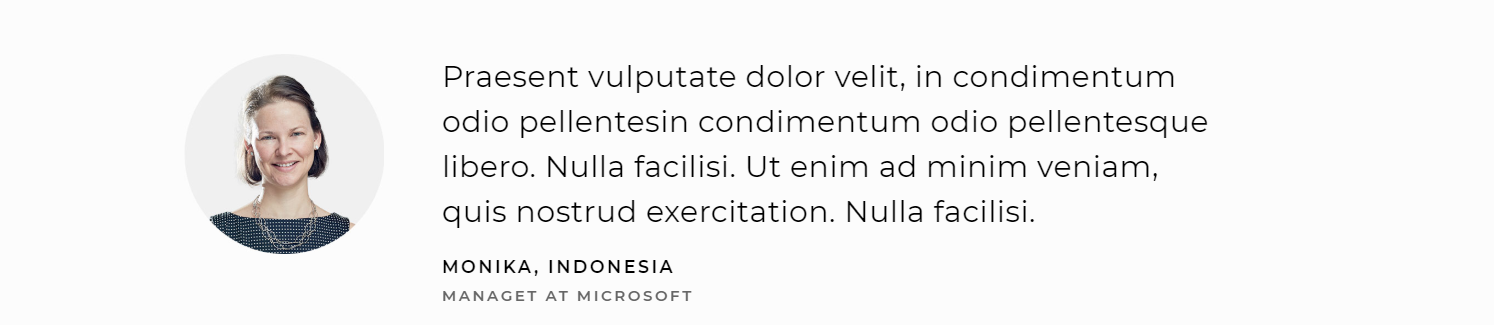 Praesent vulputate dolor velit, in condimentum
odio pellentesin condimentum odio pellentesque
libero. Nulla facilisi. Ut enim ad minim veniam,
quis nostrud exercitation. Nulla facilisi.
MONIKA, INDONESIA
MANAGET AT MICROSOFT